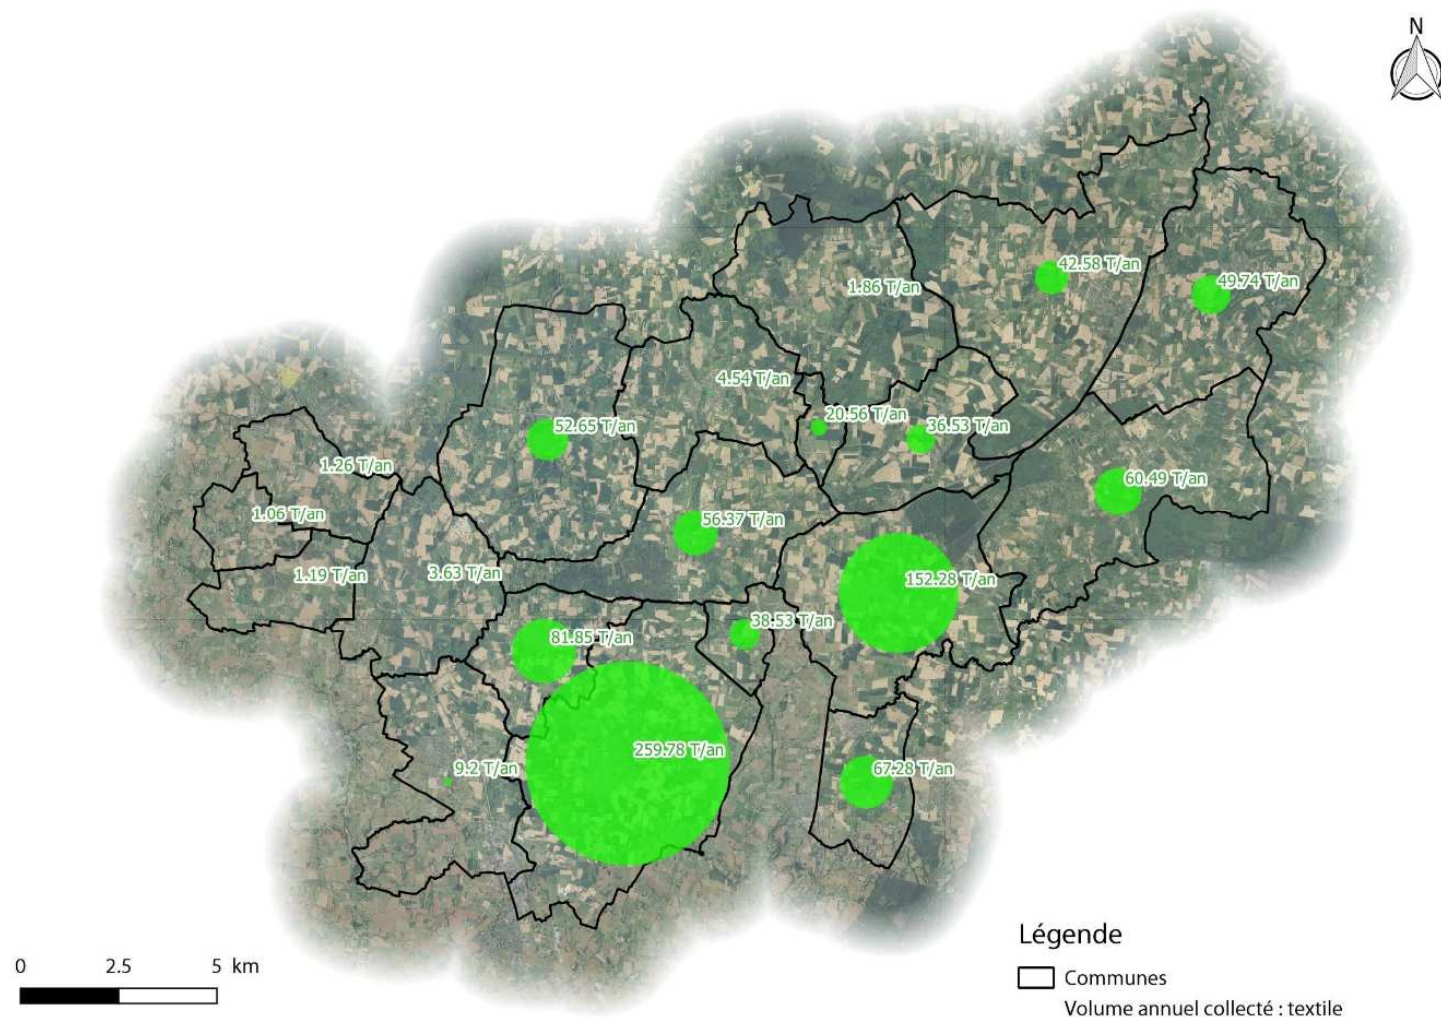 N
42.58 T/an
49.74 T/an
1.86 T/an
4.54 T/an
20.56 T/an
36.53 T/an
52.65 T/an
1.26 T/an
60.49 T/an
1.06 T/an
56.37 T/an
1.19 T/an
3.63 T/an
152.28 T/an
38.53 T/an
81.85 T/an
259.78 T/an
9.2 T/an
67.28 T/an
Légende
Communes
Volume annuel collecté : textile
0 2.5 5 km